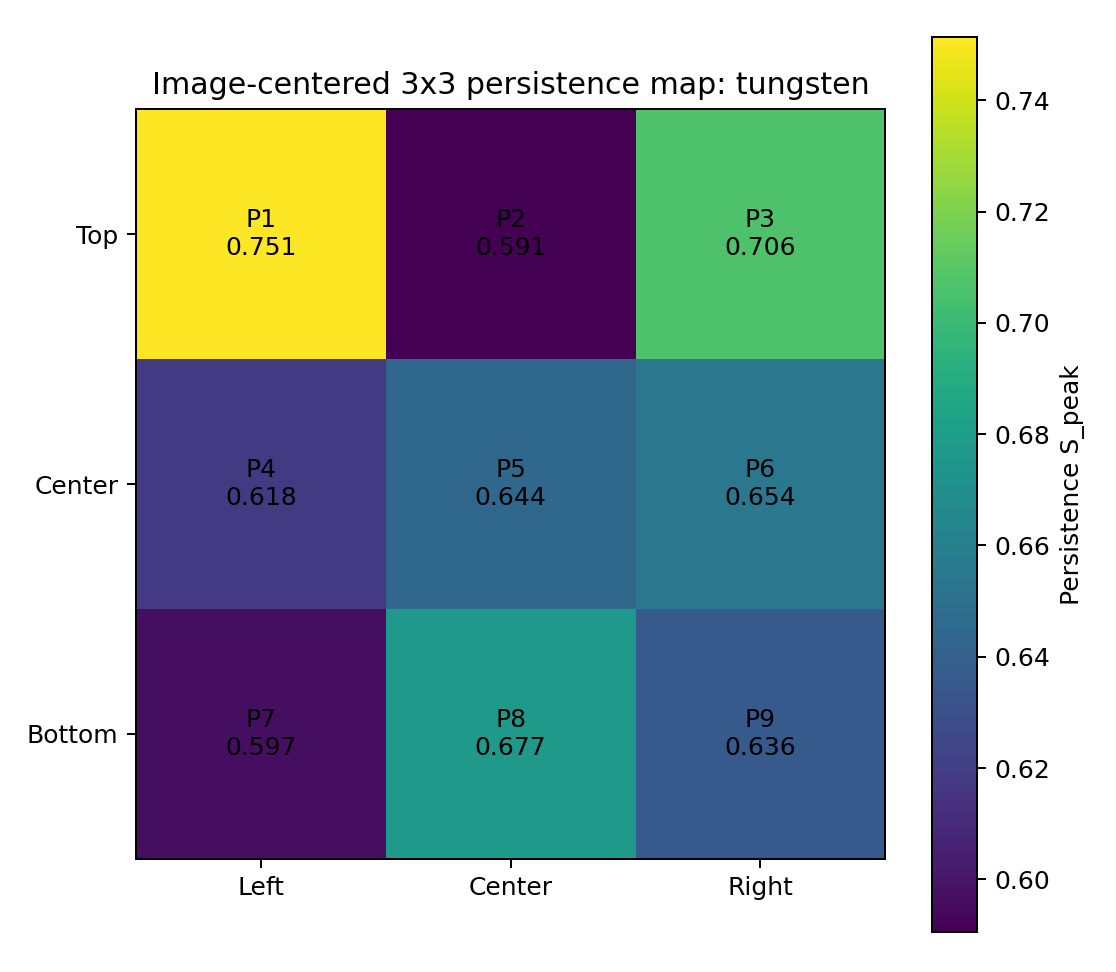 Image-centered 3x3 persistence map: tungsten
Top
P1
0.751
P2
0.591
P3
0.706
Center
P4
0.618
P5
0.644
P6
0.654
Bottom
P7
0.597
P8
0.677
P9
0.636
Left
Center
Right
0.74
0.72
0.70
0.68
0.66
0.64
0.62
0.60
Persistence S_peak